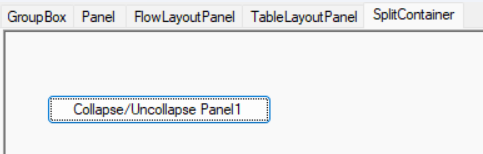 GroupBox Panel FlowLayoutPanel TableLayoutPanel SplitContainer
Collapse/Uncollapse Panel1